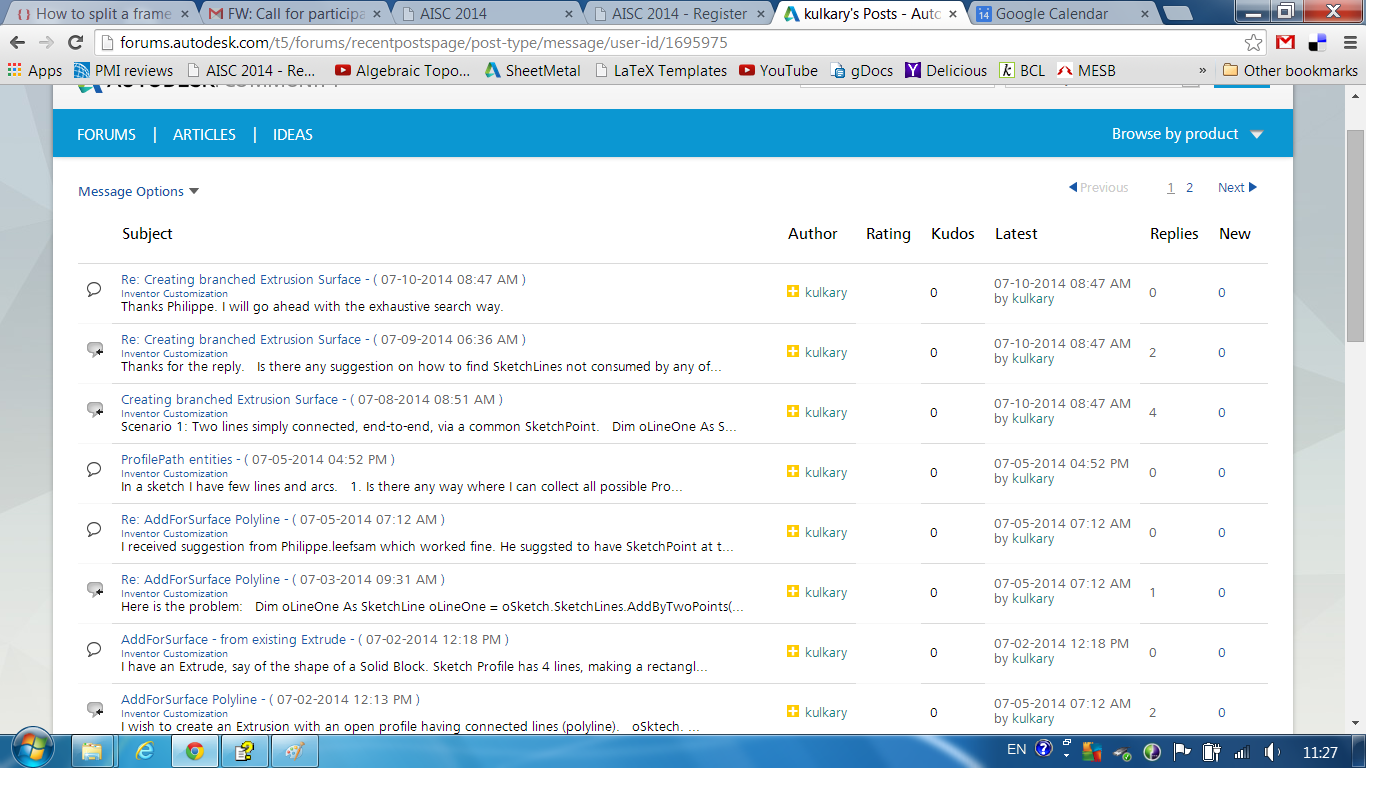 How to split a frame
FW: Call for participa
AISC 2014
AISC 2014 - Register
kulkary's Posts - Auto
14
Google Calendar
forums.autodesk.com/t5/forums/recentpostspage/post-type/message/user-id/1695975
Apps
PMI reviews
AISC 2014 - Re...
Algebraic Topo...
SheetMetal
LaTeX Templates
YouTube
gDocs
Delicious
BCL
MESB
»
Other bookmarks
FORUMS | ARTICLES | IDEAS
Browse by product
Message Options
Previous 1 2 Next
Subject Author Rating Kudos Latest Replies New
Re: Creating branched Extrusion Surface - ( 07-10-2014 08:47 AM )
Inventor Customization
Thanks Philippe. I will go ahead with the exhaustive search way.
kulkary
0
07-10-2014 08:47 AM
by kulkary
0
0
Re: Creating branched Extrusion Surface - ( 07-09-2014 06:36 AM )
Inventor Customization
Thanks for the reply. Is there any suggestion on how to find SketchLines not consumed by any of...
kulkary
0
07-10-2014 08:47 AM
by kulkary
2
0
Creating branched Extrusion Surface - ( 07-08-2014 08:51 AM )
Inventor Customization
Scenario 1: Two lines simply connected, end-to-end, via a common SketchPoint. Dim oLineOne As S...
kulkary
0
07-10-2014 08:47 AM
by kulkary
4
0
ProfilePath entities - ( 07-05-2014 04:52 PM )
Inventor Customization
In a sketch I have few lines and arcs. 1. Is there any way where I can collect all possible Pro...
kulkary
0
07-05-2014 04:52 PM
by kulkary
0
0
Re: AddForSurface Polyline - ( 07-05-2014 07:12 AM )
Inventor Customization
I received suggestion from Philippe.leefsam which worked fine. He suggsted to have SketchPoint at t...
kulkary
0
07-05-2014 07:12 AM
by kulkary
0
0
Re: AddForSurface Polyline - ( 07-03-2014 09:31 AM )
Inventor Customization
Here is the problem: Dim oLineOne As SketchLine oLineOne = oSketch.SketchLines.AddByTwoPoints(...
kulkary
0
07-05-2014 07:12 AM
by kulkary
1
0
AddForSurface - from existing Extrude - ( 07-02-2014 12:18 PM )
Inventor Customization
I have an Extrude, say of the shape of a Solid Block. Sketch Profile has 4 lines, making a rectangl...
kulkary
0
07-02-2014 12:18 PM
by kulkary
0
0
AddForSurface Polyline - ( 07-02-2014 12:13 PM )
Inventor Customization
I wish to create an Extrusion with an open profile having connected lines (polyline). oSktech. ...
kulkary
0
07-05-2014 07:12 AM
by kulkary
2
0
EN
11:27